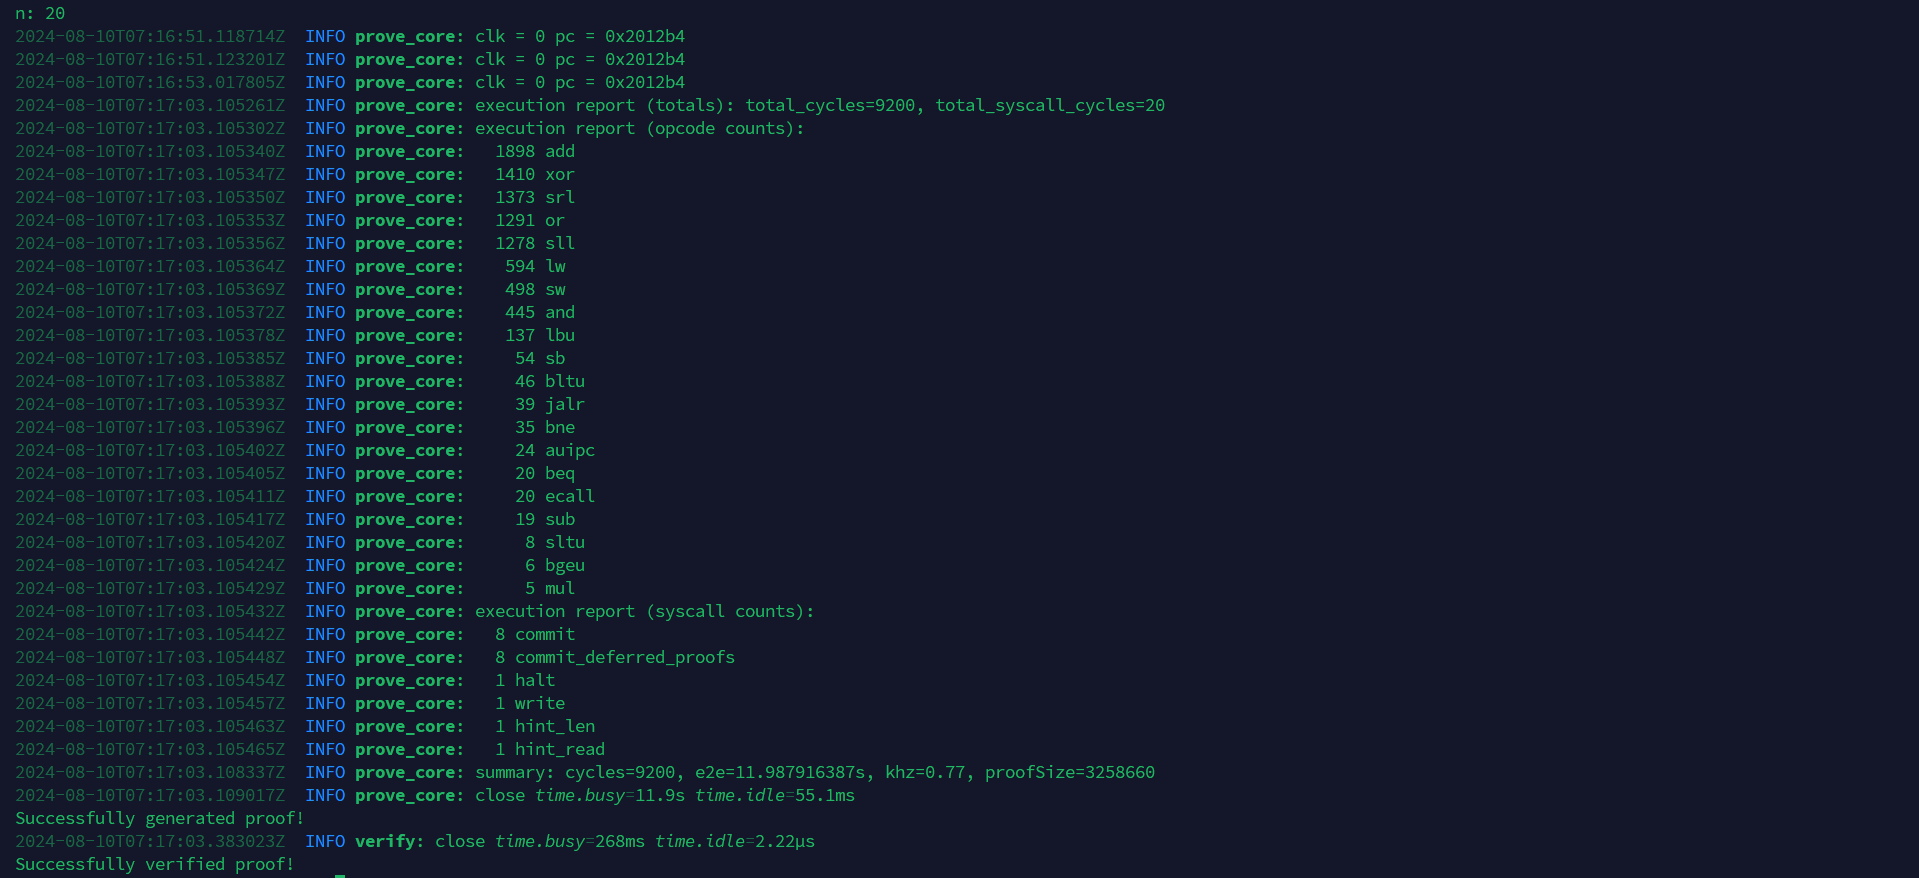 n: 20
2024-08-10T07:16:51.118714Z  INFO prove_core: clk = 0 pc = 0x2012b4
2024-08-10T07:16:51.123201Z  INFO prove_core: clk = 0 pc = 0x2012b4
2024-08-10T07:16:53.017805Z  INFO prove_core: clk = 0 pc = 0x2012b4
2024-08-10T07:17:03.105261Z  INFO prove_core: execution report (totals): total_cycles=9200, total_syscall_cycles=20
2024-08-10T07:17:03.105302Z  INFO prove_core: execution report (opcode counts):
2024-08-10T07:17:03.105340Z  INFO prove_core:   1898 add
2024-08-10T07:17:03.105347Z  INFO prove_core:   1410 xor
2024-08-10T07:17:03.105350Z  INFO prove_core:   1373 srl
2024-08-10T07:17:03.105353Z  INFO prove_core:   1291 or
2024-08-10T07:17:03.105356Z  INFO prove_core:   1278 sll
2024-08-10T07:17:03.105364Z  INFO prove_core:    594 lw
2024-08-10T07:17:03.105369Z  INFO prove_core:    498 sw
2024-08-10T07:17:03.105372Z  INFO prove_core:    445 and
2024-08-10T07:17:03.105378Z  INFO prove_core:    137 lbu
2024-08-10T07:17:03.105385Z  INFO prove_core:     54 sb
2024-08-10T07:17:03.105388Z  INFO prove_core:     46 bltu
2024-08-10T07:17:03.105393Z  INFO prove_core:     39 jalr
2024-08-10T07:17:03.105396Z  INFO prove_core:     35 bne
2024-08-10T07:17:03.105402Z  INFO prove_core:     24 auipc
2024-08-10T07:17:03.105405Z  INFO prove_core:     20 beq
2024-08-10T07:17:03.105411Z  INFO prove_core:     20 ecall
2024-08-10T07:17:03.105417Z  INFO prove_core:     19 sub
2024-08-10T07:17:03.105420Z  INFO prove_core:      8 sltu
2024-08-10T07:17:03.105424Z  INFO prove_core:      6 bgeu
2024-08-10T07:17:03.105429Z  INFO prove_core:      5 mul
2024-08-10T07:17:03.105432Z  INFO prove_core: execution report (syscall counts):
2024-08-10T07:17:03.105442Z  INFO prove_core:   8 commit
2024-08-10T07:17:03.105448Z  INFO prove_core:   8 commit_deferred_proofs
2024-08-10T07:17:03.105454Z  INFO prove_core:   1 halt
2024-08-10T07:17:03.105457Z  INFO prove_core:   1 write
2024-08-10T07:17:03.105463Z  INFO prove_core:   1 hint_len
2024-08-10T07:17:03.105465Z  INFO prove_core:   1 hint_read
2024-08-10T07:17:03.108337Z  INFO prove_core: summary: cycles=9200, e2e=11.987916387s, khz=0.77, proofSize=3258660
2024-08-10T07:17:03.109017Z  INFO prove_core: close time.busy=11.9s time.idle=55.1ms
Successfully generated proof!
2024-08-10T07:17:03.383023Z  INFO verify: close time.busy=268ms time.idle=2.22µs
Successfully verified proof!